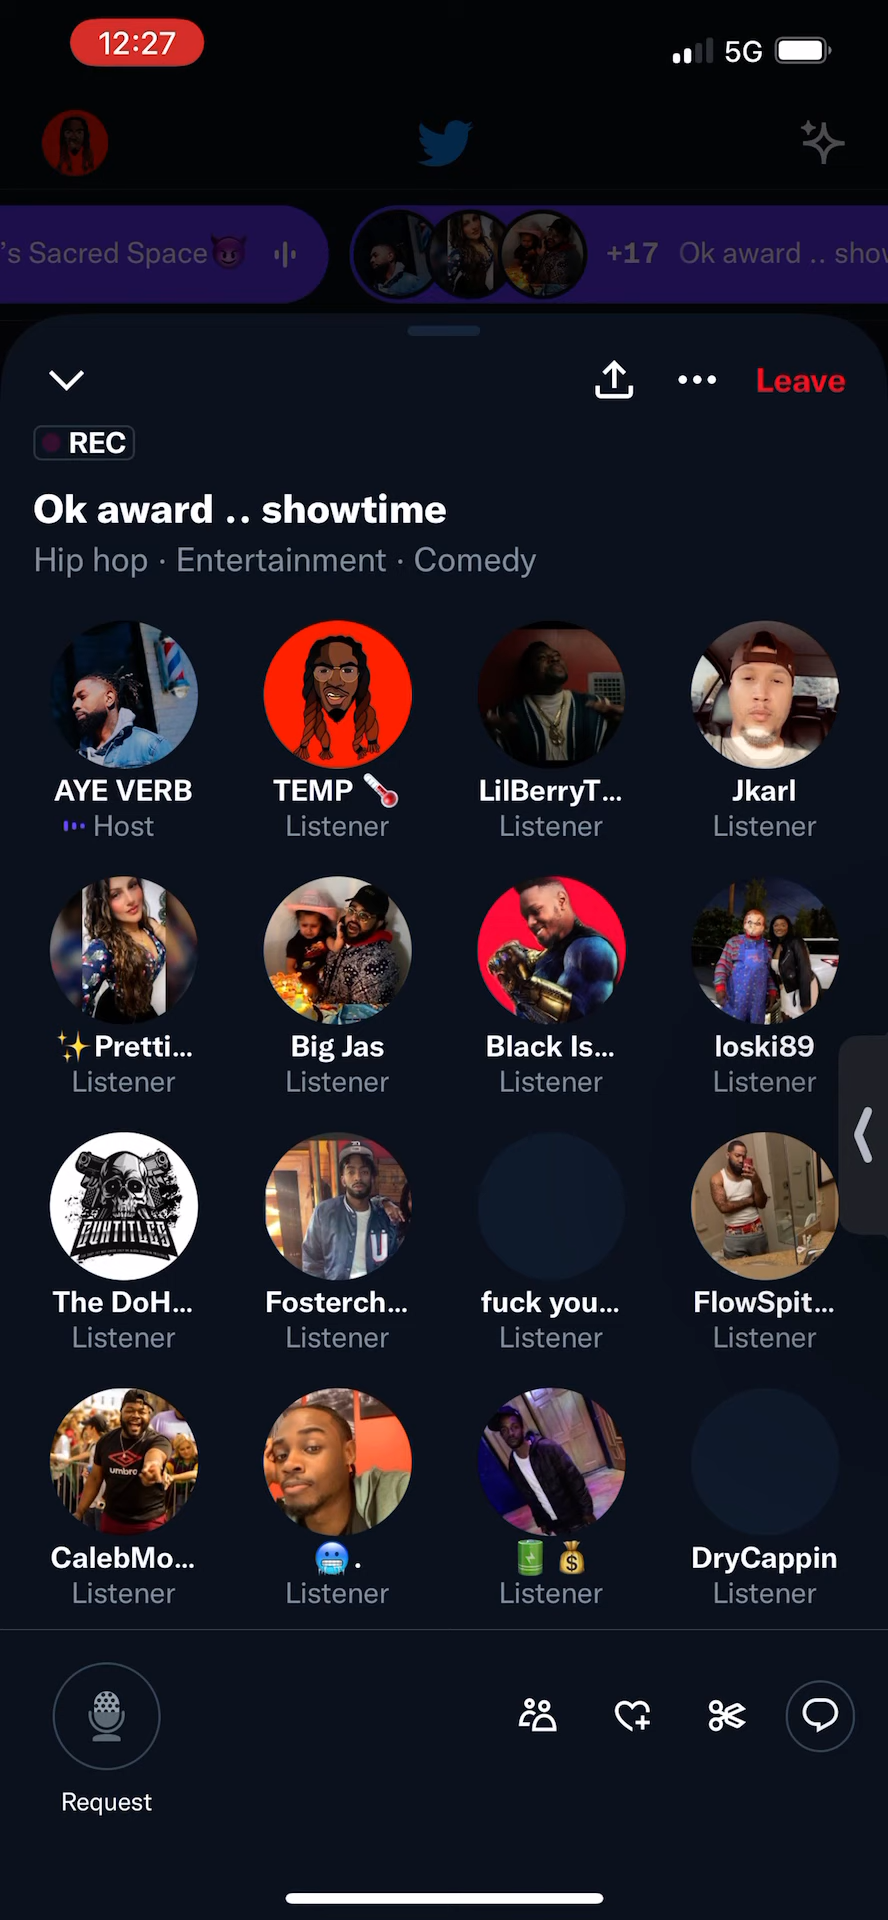 12:27
5G
's Sacred Space😈
+17 Ok award .. show
Leave
REC
Ok award .. showtime
Hip hop · Entertainment · Comedy
AYE VERB
Host
TEMP 🌡️
Listener
LilBerryT...
Listener
Jkarl
Listener
✨Pretti...
Listener
Big Jas
Listener
Black Is...
Listener
loski89
Listener
GUNTITLES
The DoH...
Listener
U
Fosterch...
Listener
fuck you...
Listener
FlowSpit...
Listener
umbro
CalebMo...
Listener
🥶.
Listener
🔋💰
Listener
DryCappin
Listener
Request